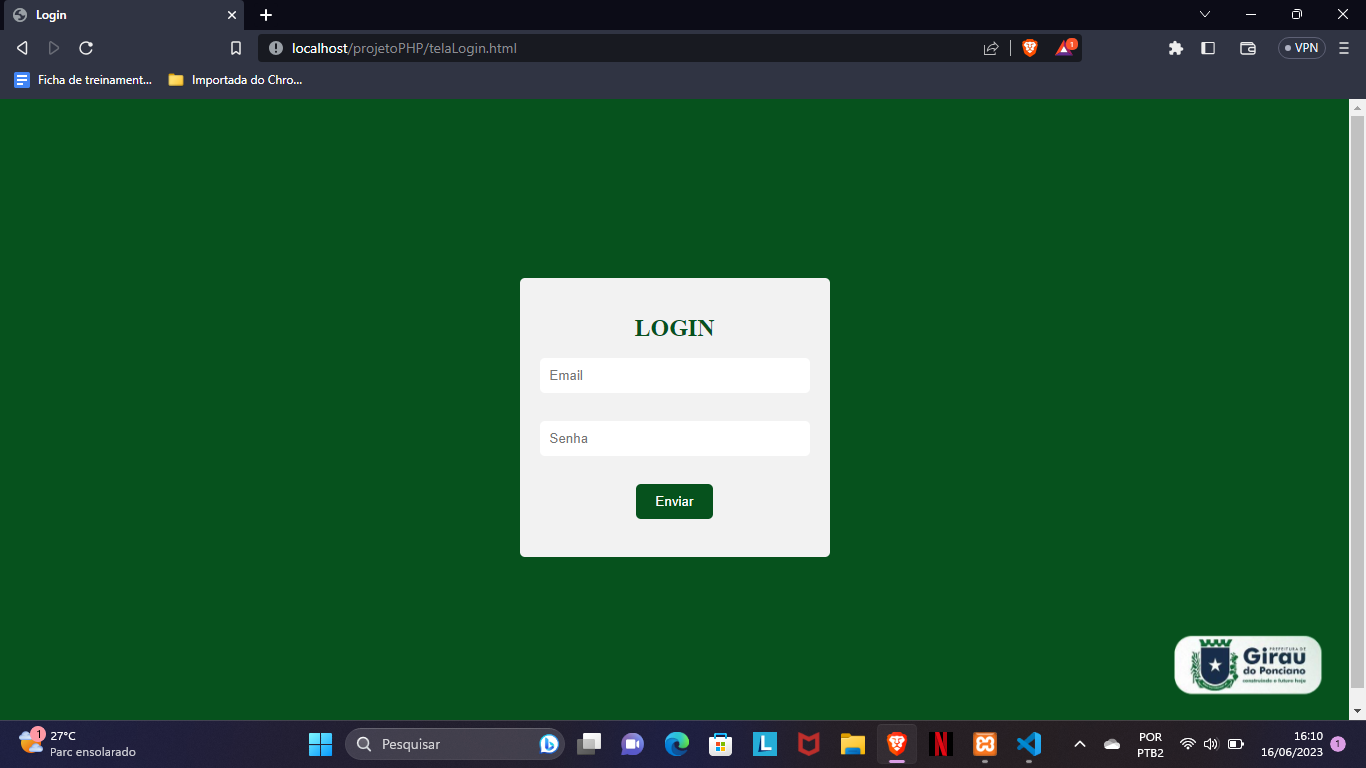 Login
localhost/projetoPHP/telaLogin.html
1
VPN
Ficha de treinament...
Importada do Chro...
LOGIN
Email
Senha
Enviar
PREFEITURA DE
Girau
do Ponciano
construindo o futuro hoje
1
27°C
Parc ensolarado
Pesquisar
L
N
POR
PTB2
16:10
16/06/2023
1